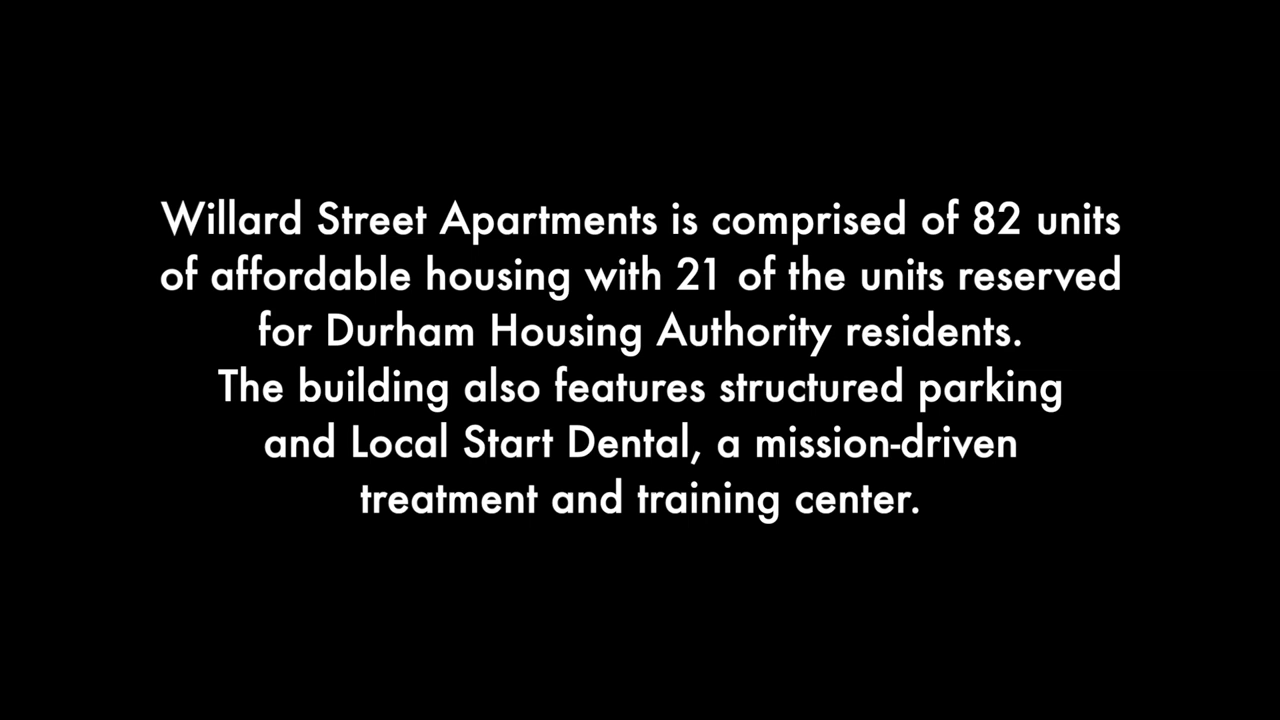 Willard Street Apartments is comprised of 82 units
of affordable housing with 21 of the units reserved
for Durham Housing Authority residents.
The building also features structured parking
and Local Start Dental, a mission-driven
treatment and training center.